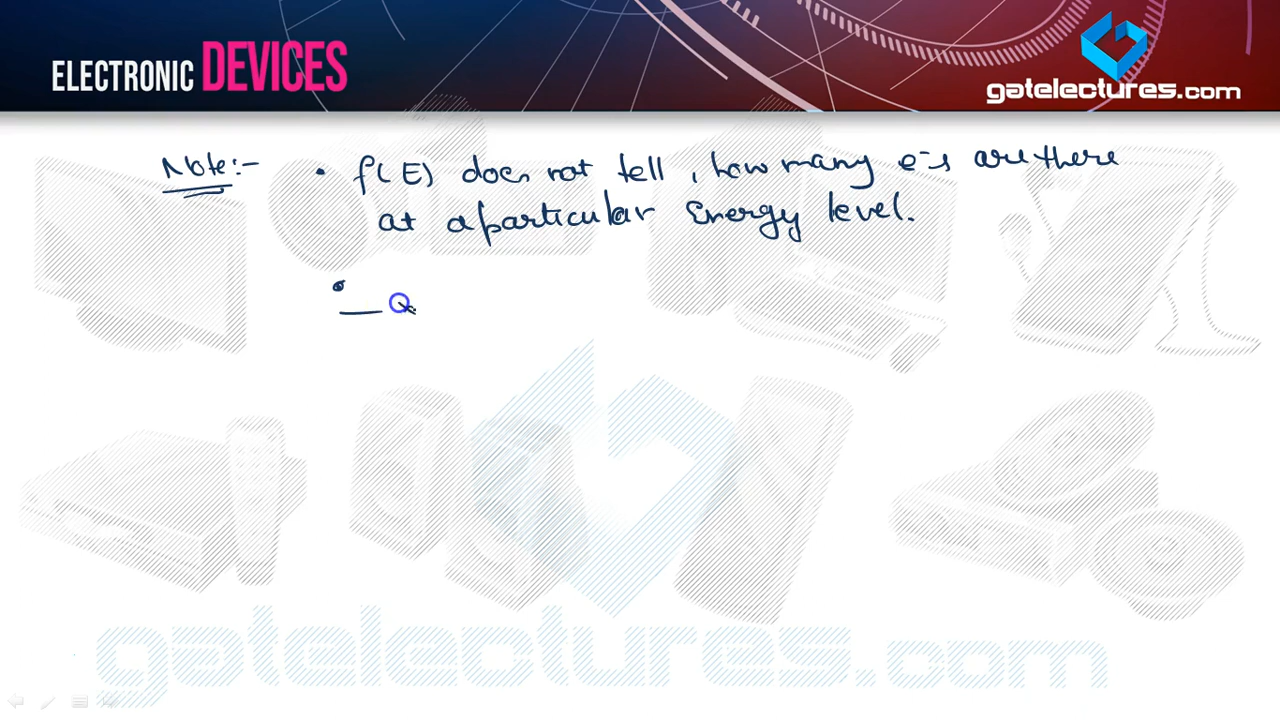 ELECTRONIC DEVICES
gatelectures.com
Note:- • f(E) does not tell, how many e-s are there
at a particular Energy level.
•
gatelectures.com